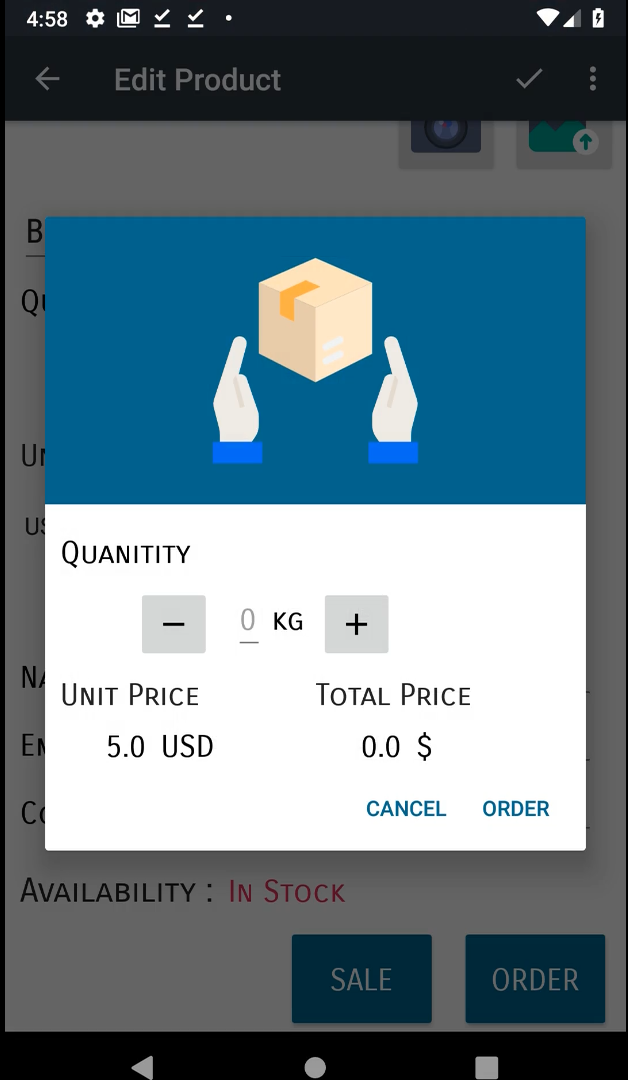 4:58
Edit Product
B
Qu
Un
US
Quanitity
− 0 KG +
Unit Price Total Price
5.0 USD 0.0 $
CANCEL ORDER
Na
Em
Co
Availability : In Stock
SALE ORDER